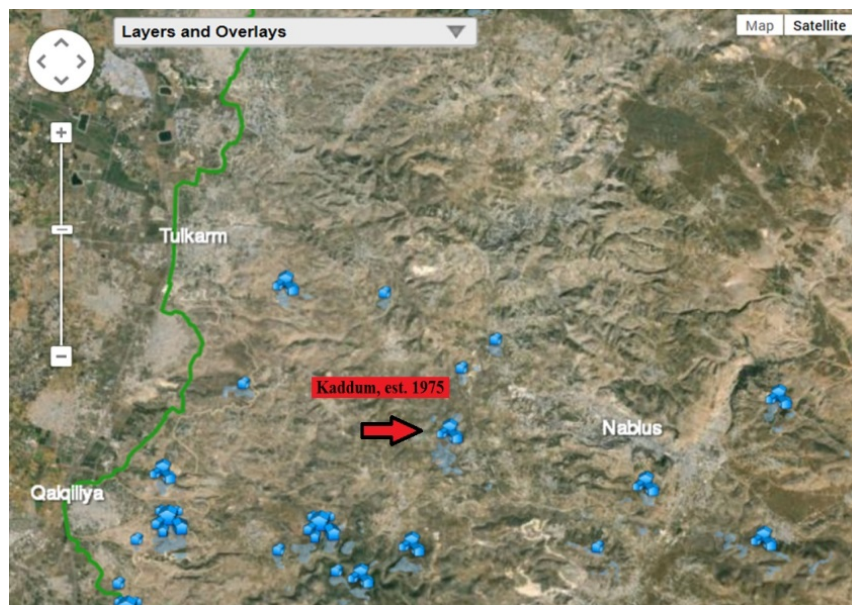 Layers and Overlays
Map Satellite
+
Tulkarm
−
Kaddum, est. 1975
Nablus
Qalqiliya